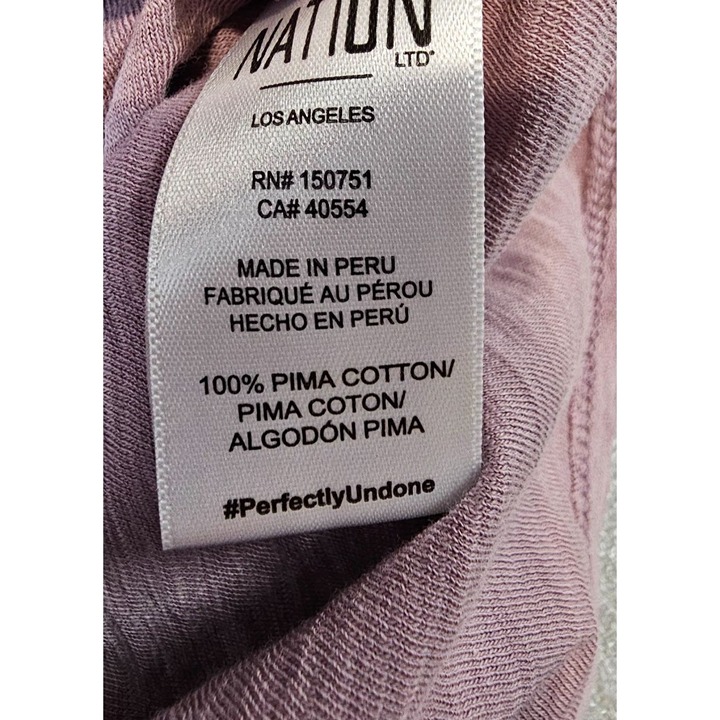 NATION
LTD®
LOS ANGELES
RN# 150751
CA# 40554
MADE IN PERU
FABRIQUÉ AU PÉROU
HECHO EN PERÚ
100% PIMA COTTON/
PIMA COTON/
ALGODÓN PIMA
#PerfectlyUndone